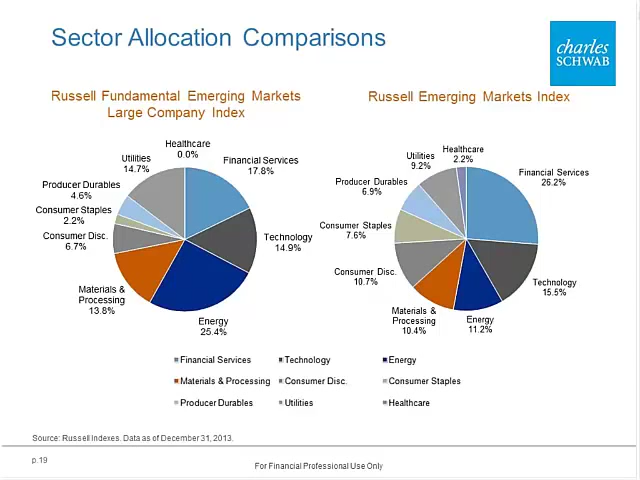 Sector Allocation Comparisons
charles
SCHWAB
Russell Fundamental Emerging Markets
Large Company Index
Healthcare
0.0%
Utilities
14.7%
Financial Services
17.8%
Producer Durables
4.6%
Consumer Staples
2.2%
Consumer Disc.
6.7%
Technology
14.9%
Materials &
Processing
13.8%
Energy
25.4%
Russell Emerging Markets Index
Healthcare
2.2%
Utilities
9.2%
Financial Services
26.2%
Producer Durables
6.9%
Consumer Staples
7.6%
Consumer Disc.
10.7%
Technology
15.5%
Materials &
Processing
10.4%
Energy
11.2%
Financial Services
Technology
Energy
Materials & Processing
Consumer Disc.
Consumer Staples
Producer Durables
Utilities
Healthcare
Source: Russell Indexes. Data as of December 31, 2013.
p.19
For Financial Professional Use Only